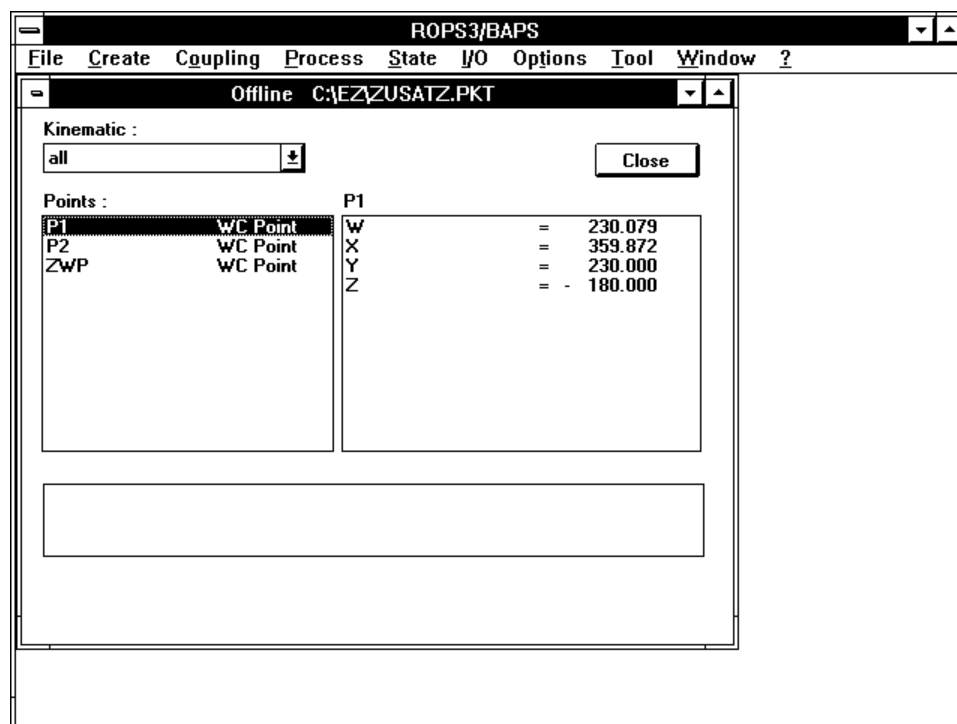 ROPS3/BAPS
File Create Coupling Process State I/O Options Tool Window ?
Offline C:\EZ\ZUSATZ.PKT
Kinematic :
all
Close
Points : P1
P1 WC Point W = 230.079
P2 WC Point X = 359.872
ZWP WC Point Y = 230.000
Z = - 180.000